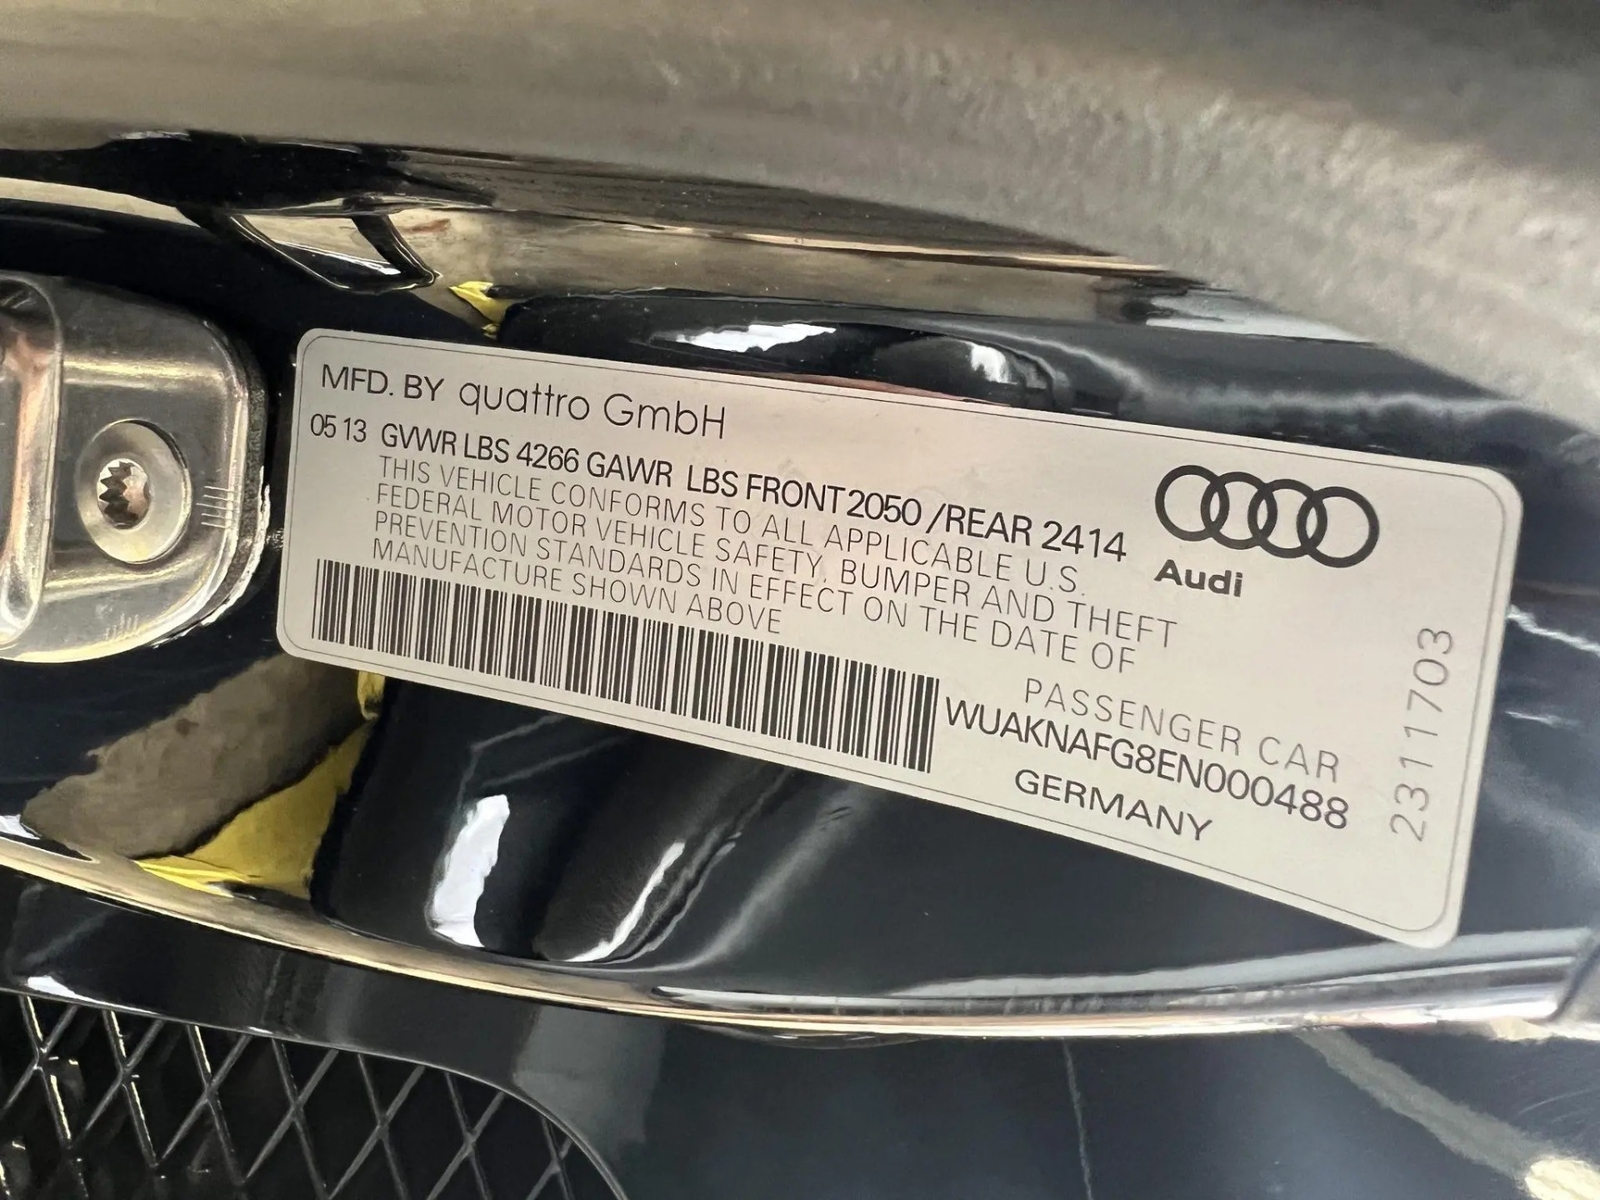 MFD. BY quattro GmbH
05 13 GVWR LBS 4266 GAWR LBS FRONT 2050 /REAR 2414
THIS VEHICLE CONFORMS TO ALL APPLICABLE U.S.
FEDERAL MOTOR VEHICLE SAFETY, BUMPER AND THEFT
PREVENTION STANDARDS IN EFFECT ON THE DATE OF
MANUFACTURE SHOWN ABOVE
Audi
PASSENGER CAR
WUAKNAFG8EN000488
GERMANY
2311703